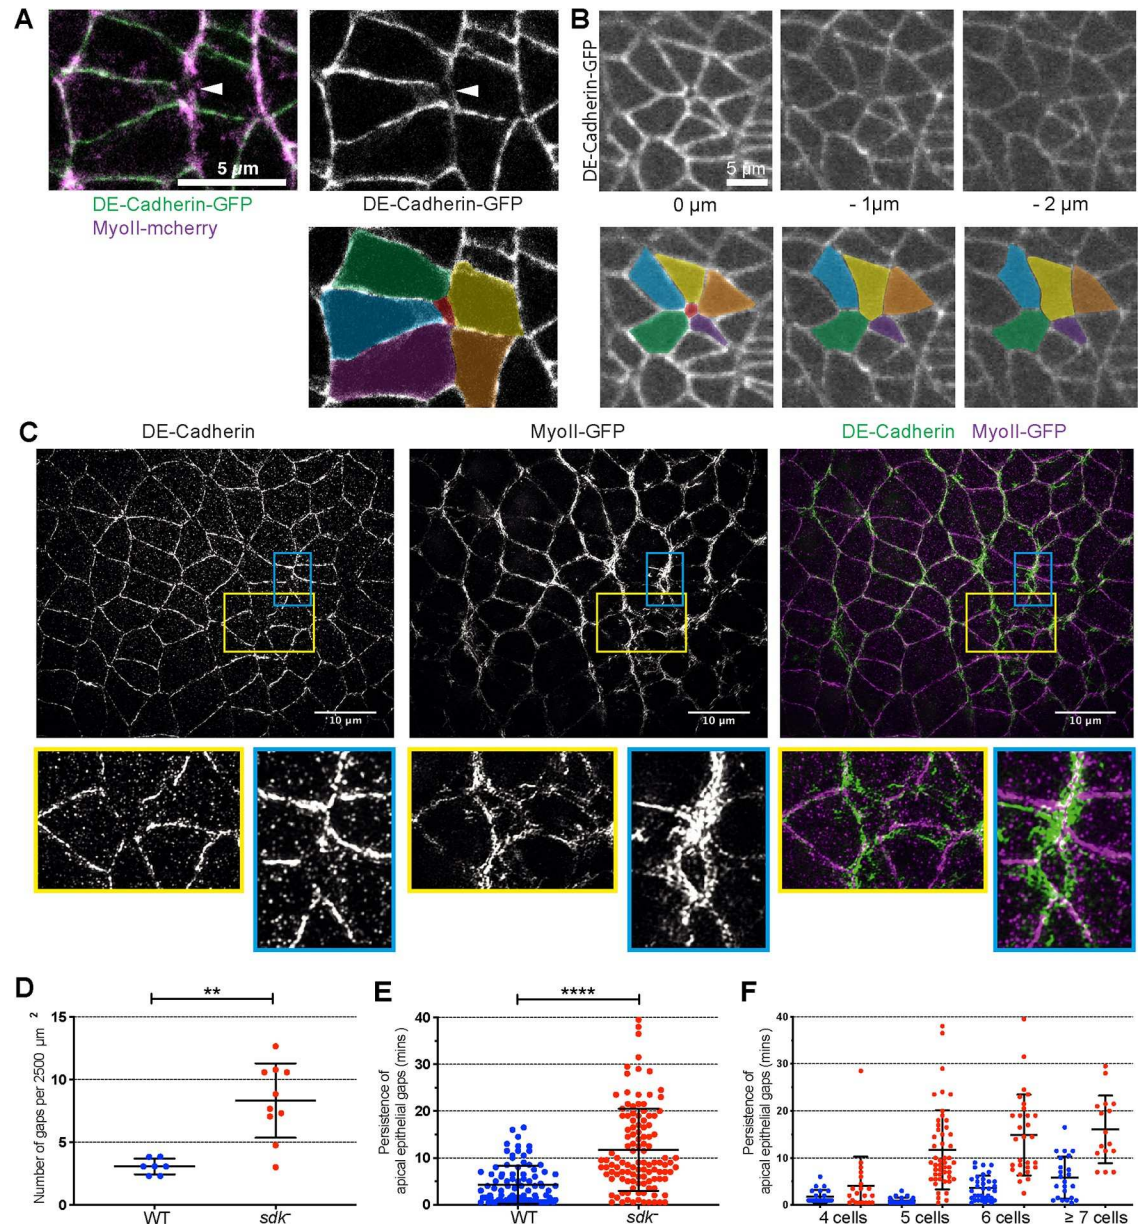 A
B
DE-Cadherin-GFP
5 µm
5 µm
DE-Cadherin-GFP
MyoII-mcherry
DE-Cadherin-GFP
0 µm
- 1µm
- 2 µm
C
DE-Cadherin
MyoII-GFP
DE-Cadherin MyoII-GFP
10 µm
10 µm
10 µm
D
E
F
**
****
Number of gaps per 2500 µm 2
15
10
5
0
WT
sdk-
Persistence of
apical epithelial gaps (mins)
40
30
20
10
0
WT
sdk-
Persistence of
apical epithelial gaps (mins)
40
30
20
10
0
4 cells
5 cells
6 cells
≥ 7 cells